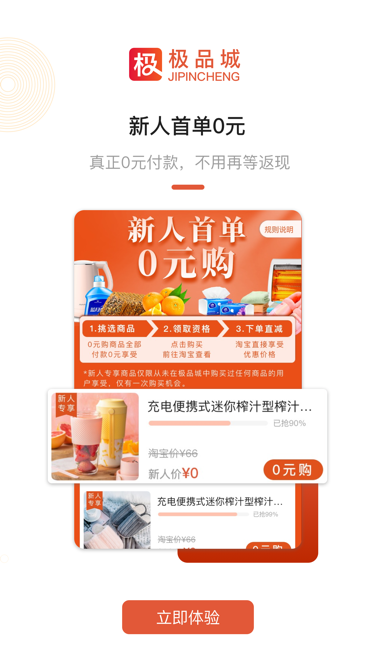 极 极品城
JIPINCHENG
新人首单0元
真正0元付款，不用再等返现
新人首单
规则说明
0元购
1.挑选商品
2.领取资格
3.下单直减
0元购商品全部
付款0元享受
点击购买
前往淘宝查看
淘宝直接享受
优惠价格
*新人专享商品仅限从未在极品城中购买过任何商品的用
户享受，仅有一次购买机会。
新人
专享
充电便携式迷你榨汁型榨汁...
已抢90%
淘宝价¥66
新人价¥0
0元购
新人
专享
充电便携式迷你榨汁型榨汁...
已抢99%
淘宝价¥66
0元购
立即体验